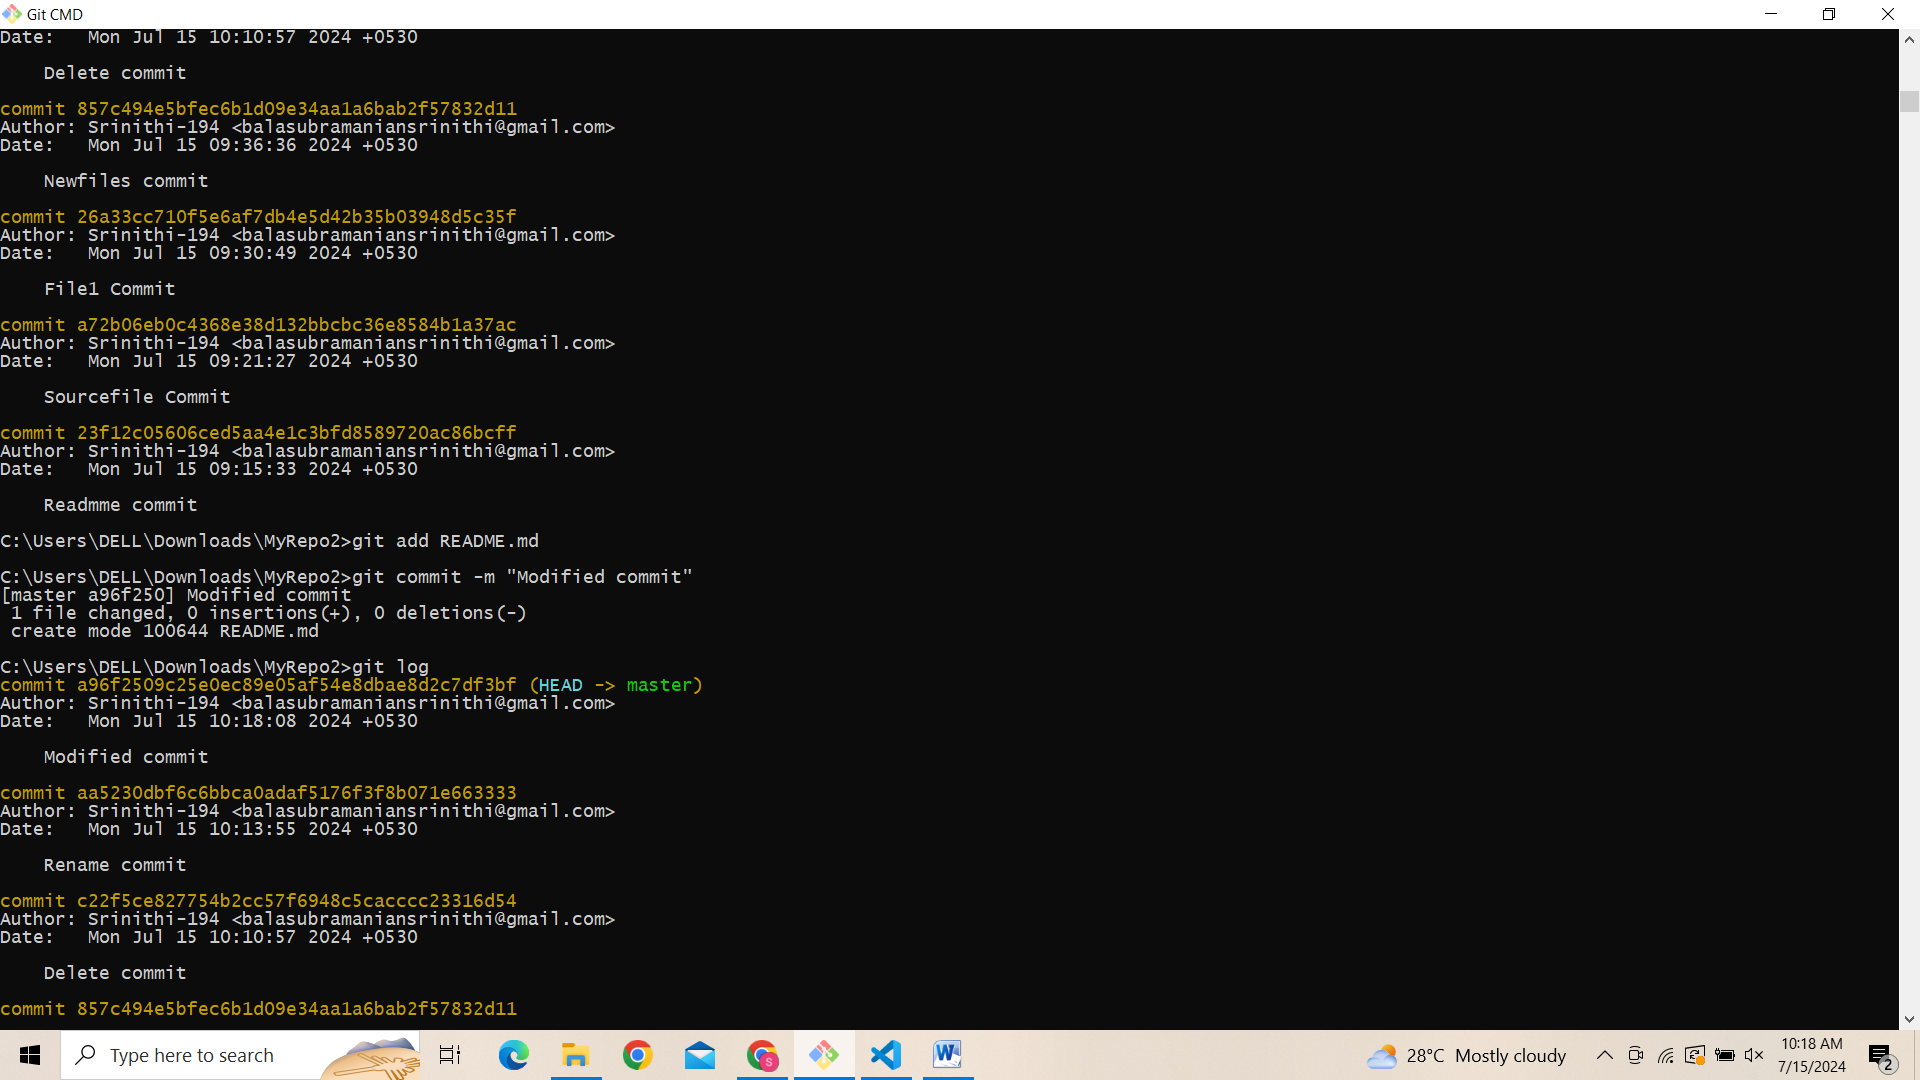 Git CMD
Date:   Mon Jul 15 10:10:57 2024 +0530
    Delete commit
commit 857c494e5bfec6b1d09e34aa1a6bab2f57832d11
Author: Srinithi-194 <balasubramaniansrinithi@gmail.com>
Date:   Mon Jul 15 09:36:36 2024 +0530
    Newfiles commit
commit 26a33cc710f5e6af7db4e5d42b35b03948d5c35f
Author: Srinithi-194 <balasubramaniansrinithi@gmail.com>
Date:   Mon Jul 15 09:30:49 2024 +0530
    File1 Commit
commit a72b06eb0c4368e38d132bbcbc36e8584b1a37ac
Author: Srinithi-194 <balasubramaniansrinithi@gmail.com>
Date:   Mon Jul 15 09:21:27 2024 +0530
    Sourcefile Commit
commit 23f12c05606ced5aa4e1c3bfd8589720ac86bcff
Author: Srinithi-194 <balasubramaniansrinithi@gmail.com>
Date:   Mon Jul 15 09:15:33 2024 +0530
    Readmme commit
C:\Users\DELL\Downloads\MyRepo2>git add README.md
C:\Users\DELL\Downloads\MyRepo2>git commit -m "Modified commit"
[master a96f250] Modified commit
 1 file changed, 0 insertions(+), 0 deletions(-)
 create mode 100644 README.md
C:\Users\DELL\Downloads\MyRepo2>git log
commit a96f2509c25e0ec89e05af54e8dbae8d2c7df3bf (HEAD -> master)
Author: Srinithi-194 <balasubramaniansrinithi@gmail.com>
Date:   Mon Jul 15 10:18:08 2024 +0530
    Modified commit
commit aa5230dbf6c6bbca0adaf5176f3f8b071e663333
Author: Srinithi-194 <balasubramaniansrinithi@gmail.com>
Date:   Mon Jul 15 10:13:55 2024 +0530
    Rename commit
commit c22f5ce827754b2cc57f6948c5cacccc23316d54
Author: Srinithi-194 <balasubramaniansrinithi@gmail.com>
Date:   Mon Jul 15 10:10:57 2024 +0530
    Delete commit
commit 857c494e5bfec6b1d09e34aa1a6bab2f57832d11
Type here to search
S
W
28°C Mostly cloudy
10:18 AM
7/15/2024
2